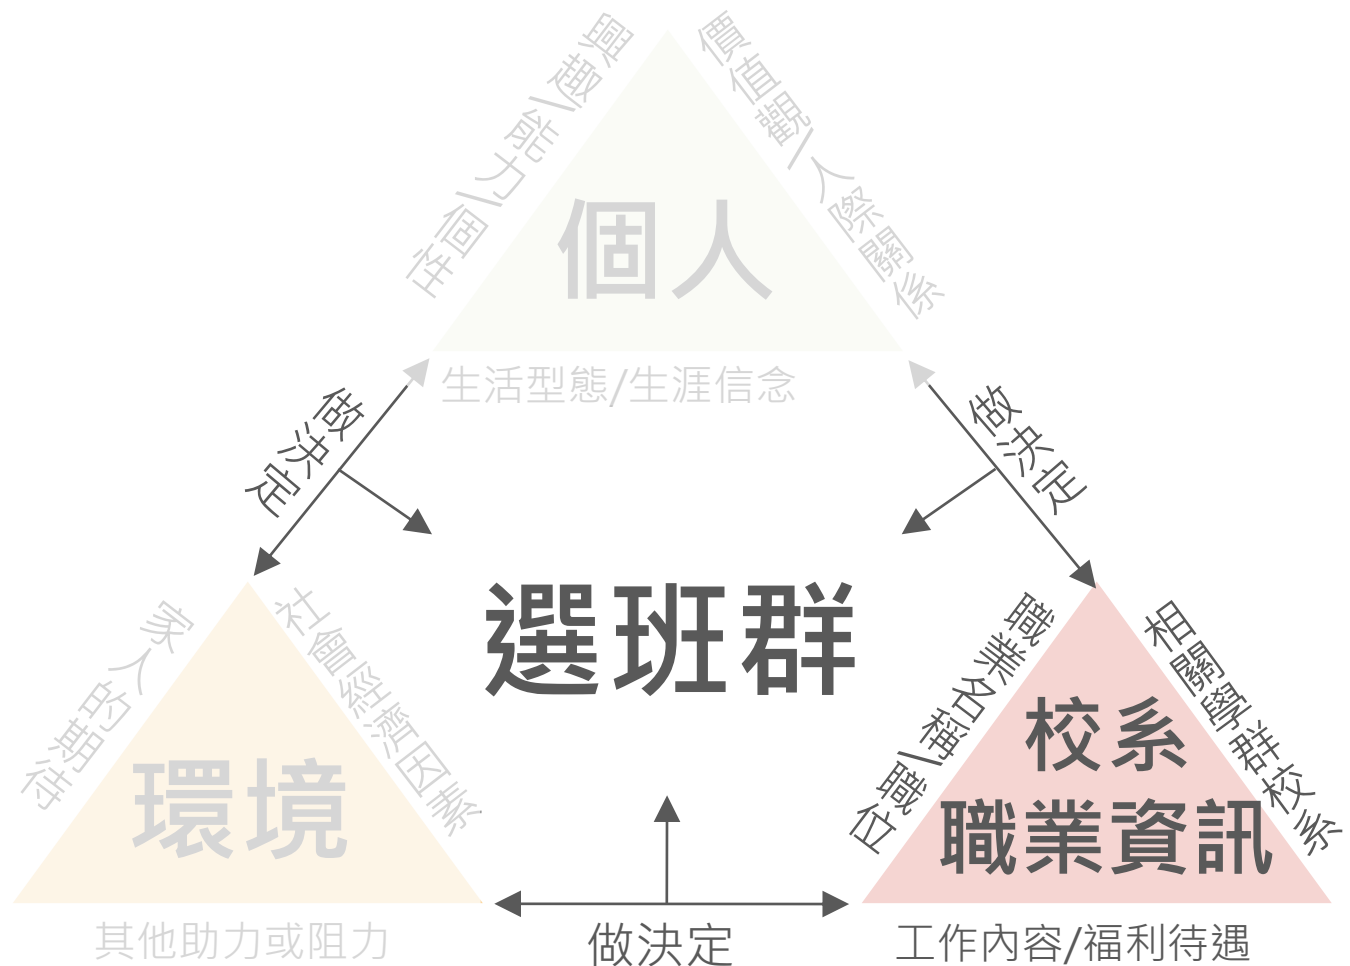 興趣/能力/個性
價值觀/人際關係
個人
生活型態/生涯信念
做決定
做決定
選班群
家人的期待
社會經濟因素
環境
其他助力或阻力
做決定
職業名稱/職位
相關學群校系
校系
職業資訊
工作內容/福利待遇